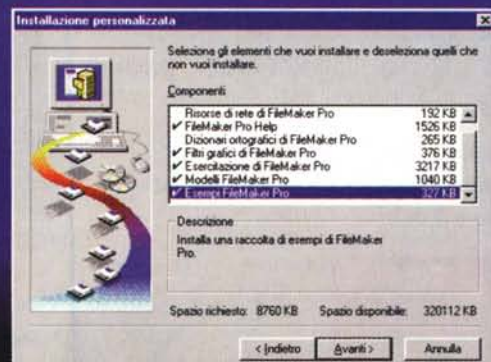 Installazione personalizzata
Seleziona gli elementi che vuoi installare e deseleziona quelli che
non vuoi installare.
Componenti
Risorse di rete di FileMaker Pro 192 KB
✔ FileMaker Pro Help 1526 KB
Dizionari ortografici di FileMaker Pro 265 KB
✔ Filtri grafici di FileMaker Pro 376 KB
✔ Esercitazione di FileMaker Pro 3217 KB
✔ Modelli FileMaker Pro 1040 KB
✔ Esempi FileMaker Pro 327 KB
Descrizione
Installa una raccolta di esempi di FileMaker
Pro.
Spazio richiesto: 8760 KB Spazio disponibile: 320112 KB
< Indietro Avanti > Annulla